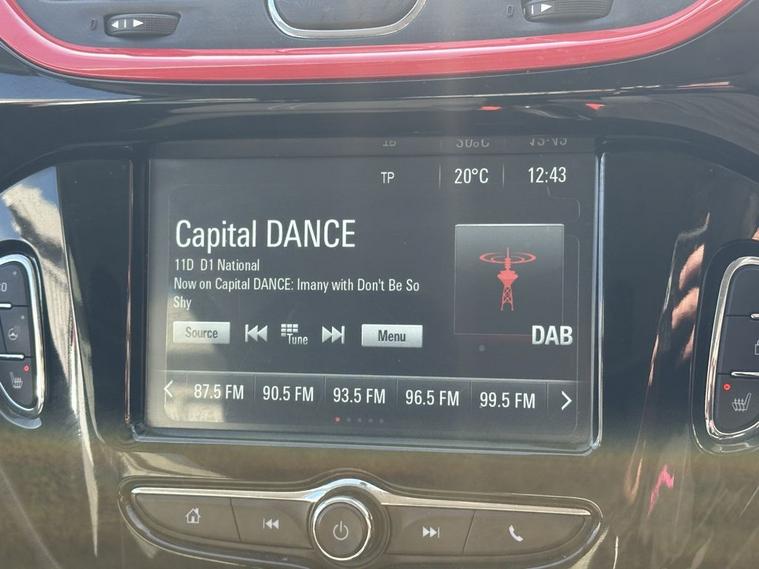 TP 20°C 12:43
Capital DANCE
11D D1 National
Now on Capital DANCE: Imany with Don't Be So
Shy
Source Tune Menu
DAB
87.5 FM 90.5 FM 93.5 FM 96.5 FM 99.5 FM
0
0